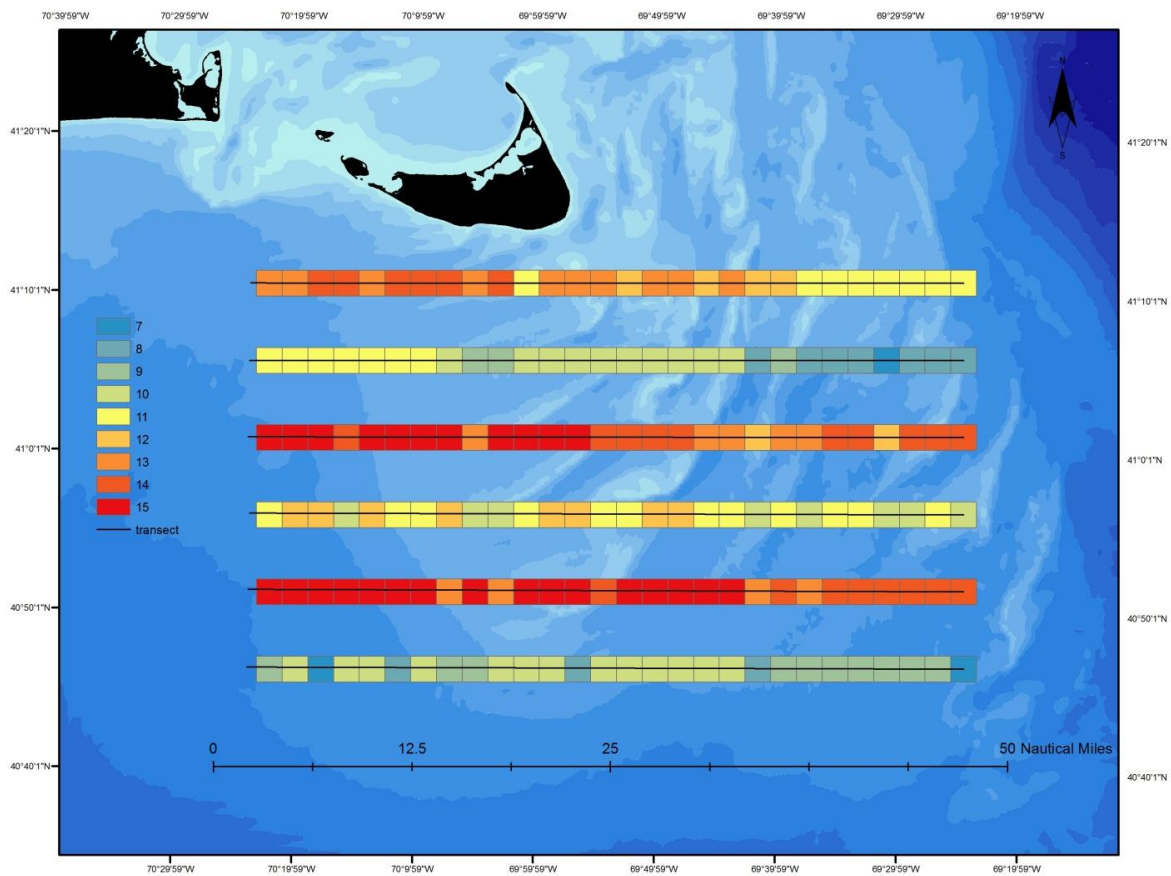 70°39'59"W 70°29'59"W 70°19'59"W 70°9'59"W 69°59'59"W 69°49'59"W 69°39'59"W 69°29'59"W 69°19'59"W
N
S
41°20'1"N 41°20'1"N
41°10'1"N 41°10'1"N
7
8
9
10
11
12
13
14
15
transect
41°0'1"N 41°0'1"N
40°50'1"N 40°50'1"N
0 12.5 25 50 Nautical Miles
40°40'1"N 40°40'1"N
70°29'59"W 70°19'59"W 70°9'59"W 69°59'59"W 69°49'59"W 69°39'59"W 69°29'59"W 69°19'59"W